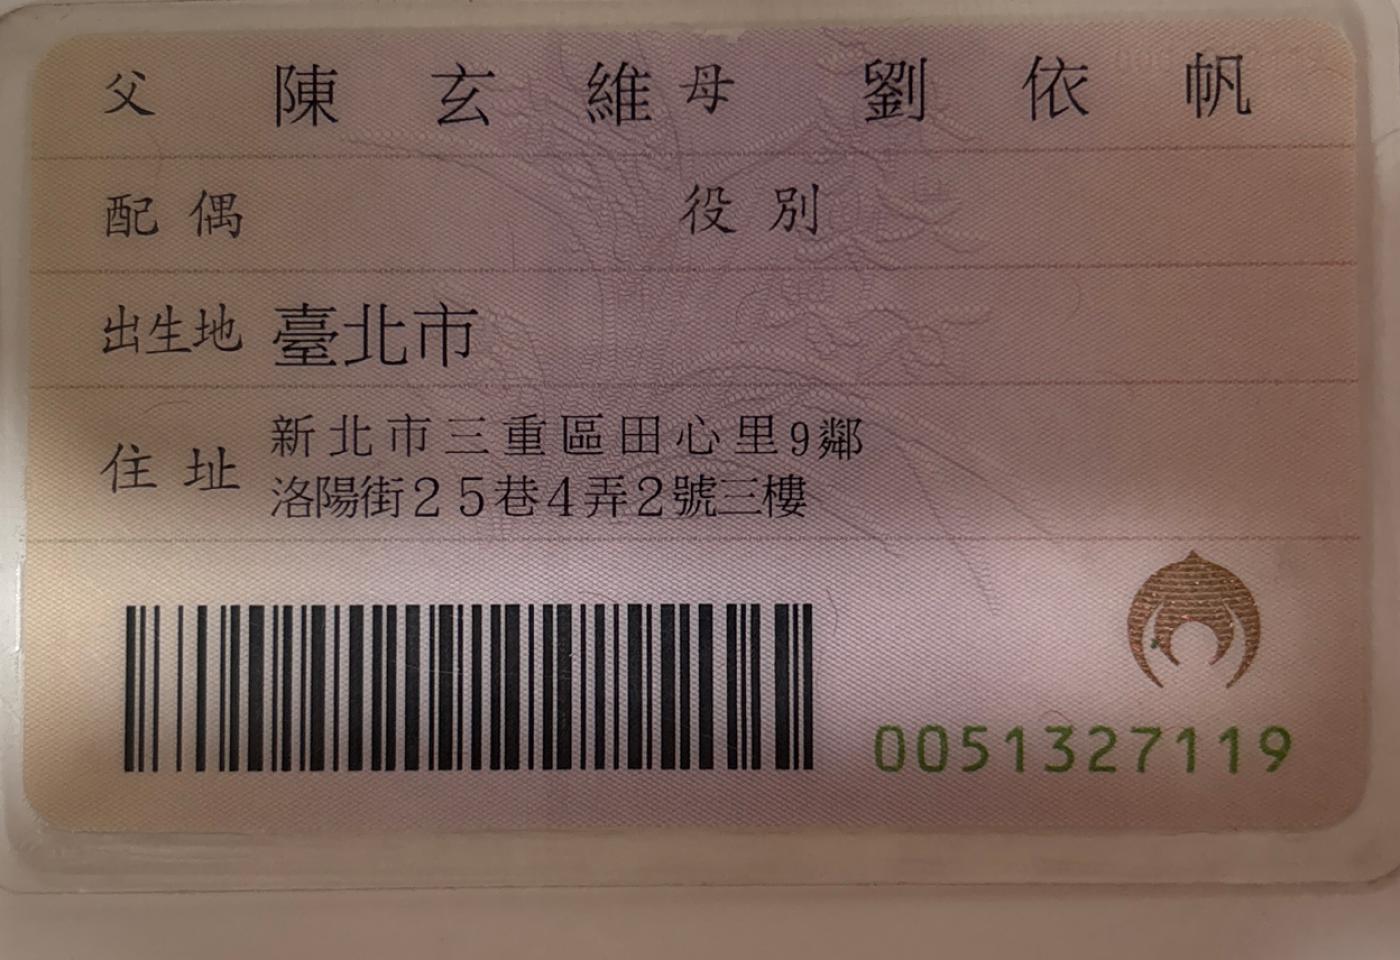 父 陳玄維 母 劉依帆
配偶 役別
出生地 臺北市
住址 新北市三重區田心里9鄰
洛陽街25巷4弄2號三樓
0051327119